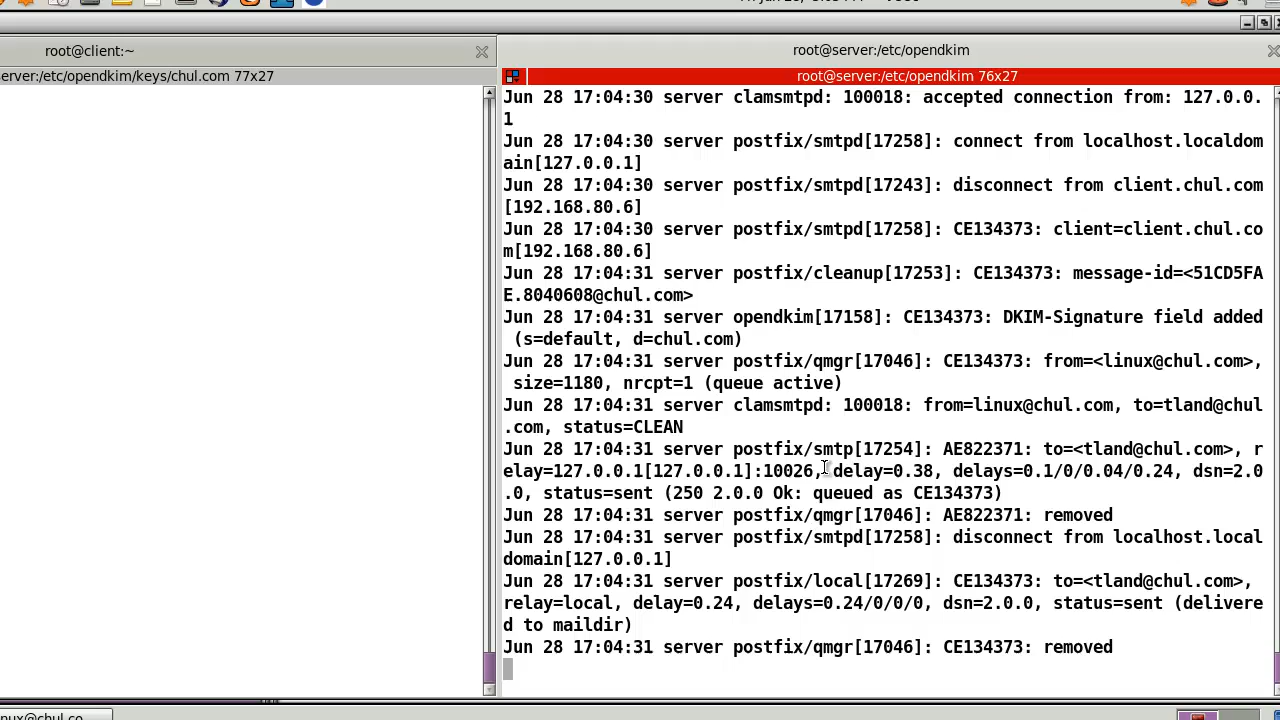 root@client:~
root@server:/etc/opendkim
erver:/etc/opendkim/keys/chul.com 77x27
root@server:/etc/opendkim 76x27
Jun 28 17:04:30 server clamsmtpd: 100018: accepted connection from: 127.0.0.
1
Jun 28 17:04:30 server postfix/smtpd[17258]: connect from localhost.localdom
ain[127.0.0.1]
Jun 28 17:04:30 server postfix/smtpd[17243]: disconnect from client.chul.com
[192.168.80.6]
Jun 28 17:04:30 server postfix/smtpd[17258]: CE134373: client=client.chul.co
m[192.168.80.6]
Jun 28 17:04:31 server postfix/cleanup[17253]: CE134373: message-id=<51CD5FA
E.8040608@chul.com>
Jun 28 17:04:31 server opendkim[17158]: CE134373: DKIM-Signature field added
 (s=default, d=chul.com)
Jun 28 17:04:31 server postfix/qmgr[17046]: CE134373: from=<linux@chul.com>,
 size=1180, nrcpt=1 (queue active)
Jun 28 17:04:31 server clamsmtpd: 100018: from=linux@chul.com, to=tland@chul
.com, status=CLEAN
Jun 28 17:04:31 server postfix/smtp[17254]: AE822371: to=<tland@chul.com>, r
elay=127.0.0.1[127.0.0.1]:10026, delay=0.38, delays=0.1/0/0.04/0.24, dsn=2.0
.0, status=sent (250 2.0.0 Ok: queued as CE134373)
Jun 28 17:04:31 server postfix/qmgr[17046]: AE822371: removed
Jun 28 17:04:31 server postfix/smtpd[17258]: disconnect from localhost.local
domain[127.0.0.1]
Jun 28 17:04:31 server postfix/local[17269]: CE134373: to=<tland@chul.com>,
relay=local, delay=0.24, delays=0.24/0/0/0, dsn=2.0.0, status=sent (delivere
d to maildir)
Jun 28 17:04:31 server postfix/qmgr[17046]: CE134373: removed